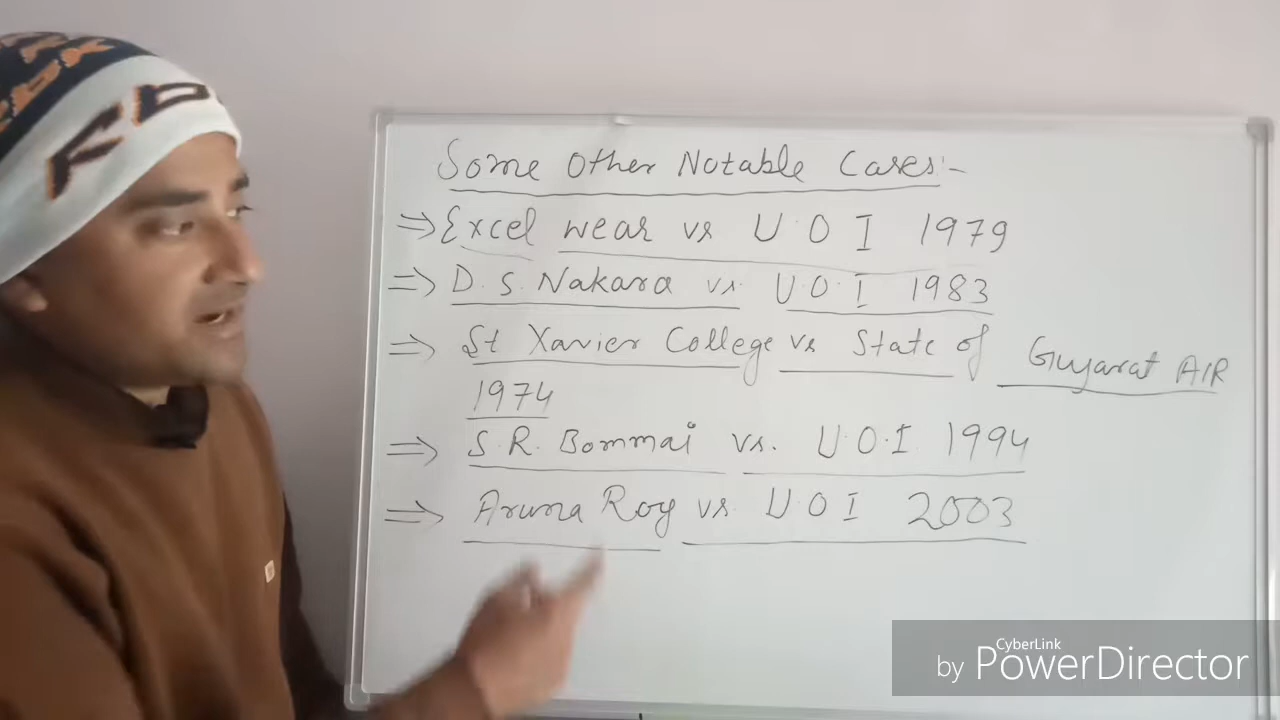 Some Other Notable Cases:-
⇒ Excel wear vs U.O I 1979
⇒ D. S. Nakara vs. U.O.I 1983
⇒ St Xavier College vs State of Gujarat AIR
1974
⇒ S.R. Bommai vs. U.O.I 1994
⇒ Aruna Roy vs U.O I 2003
CyberLink
by PowerDirector